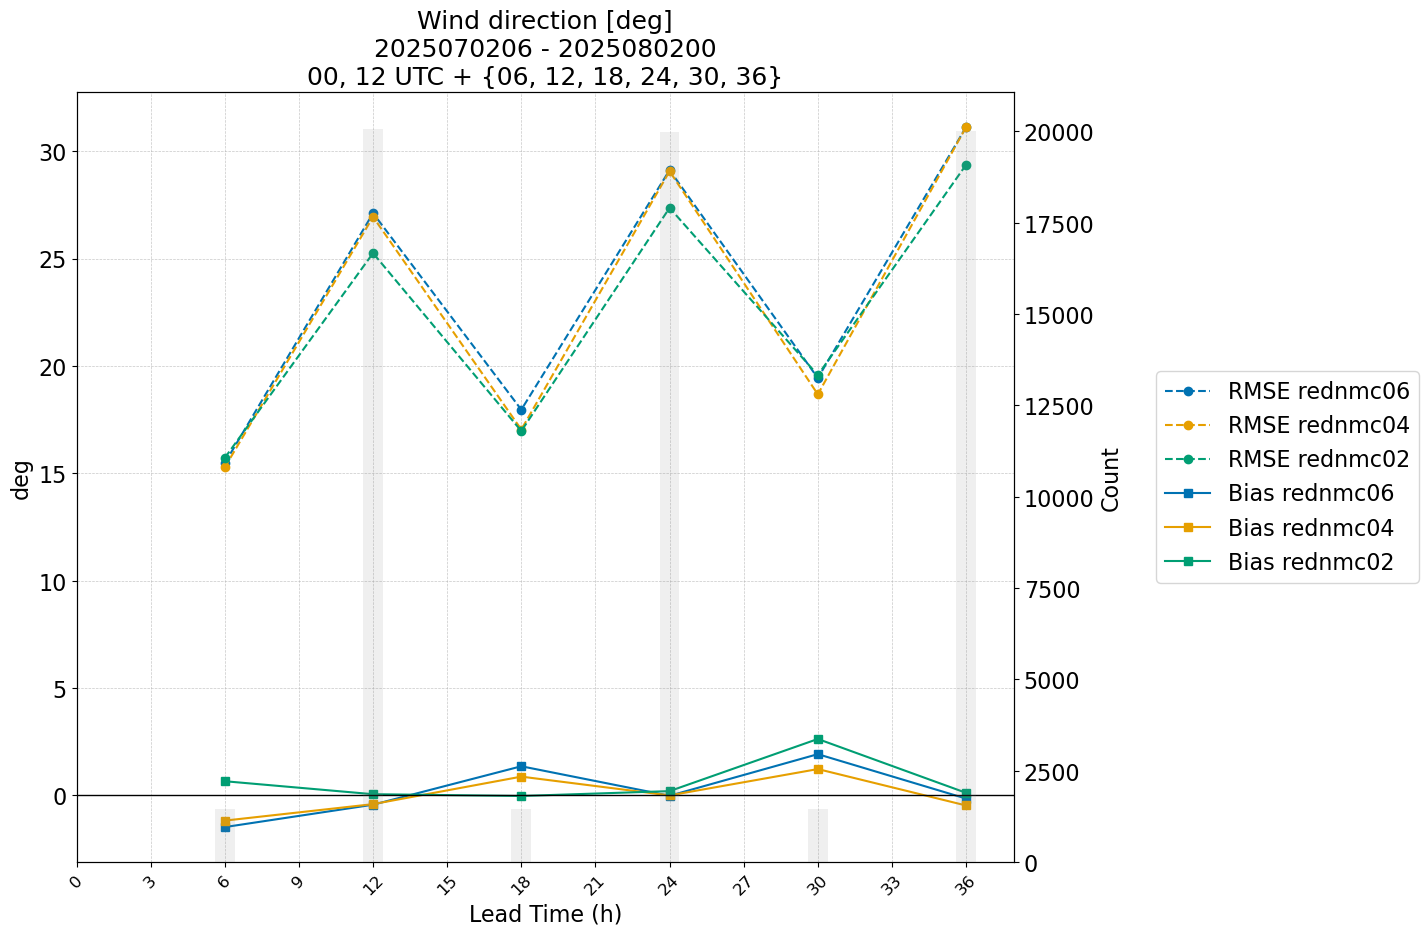 Wind direction [deg]
2025070206 - 2025080200
00, 12 UTC + {06, 12, 18, 24, 30, 36}
30
25
20
15
10
5
0
deg
20000
17500
15000
12500
10000
7500
5000
2500
0
Count
0
3
6
9
12
15
18
21
24
27
30
33
36
Lead Time (h)
RMSE rednmc06
RMSE rednmc04
RMSE rednmc02
Bias rednmc06
Bias rednmc04
Bias rednmc02